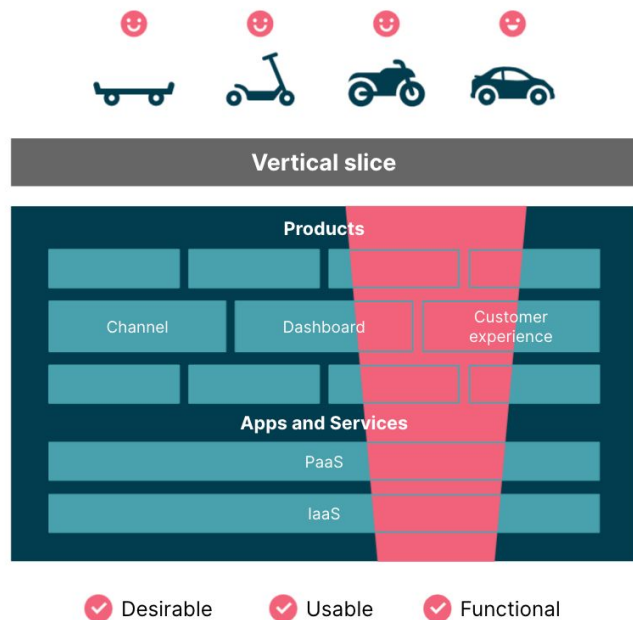 Vertical slice
Products
Channel
Dashboard
Customer
experience
Apps and Services
PaaS
IaaS
Desirable
Usable
Functional